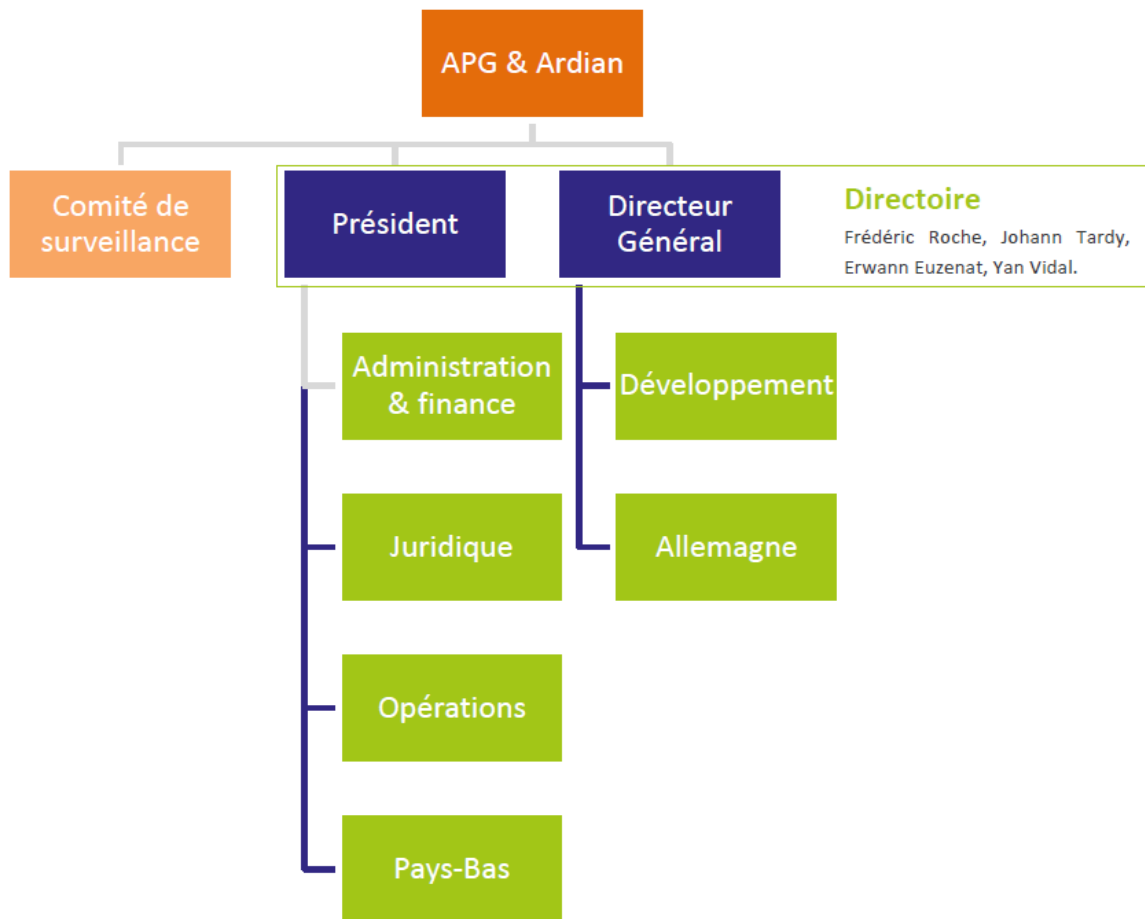 APG & Ardian
Comité de
surveillance
Président
Directeur
Général
Directoire
Frédéric Roche, Johann Tardy,
Erwann Euzenat, Yan Vidal.
Administration
& finance
Développement
Juridique
Allemagne
Opérations
Pays-Bas